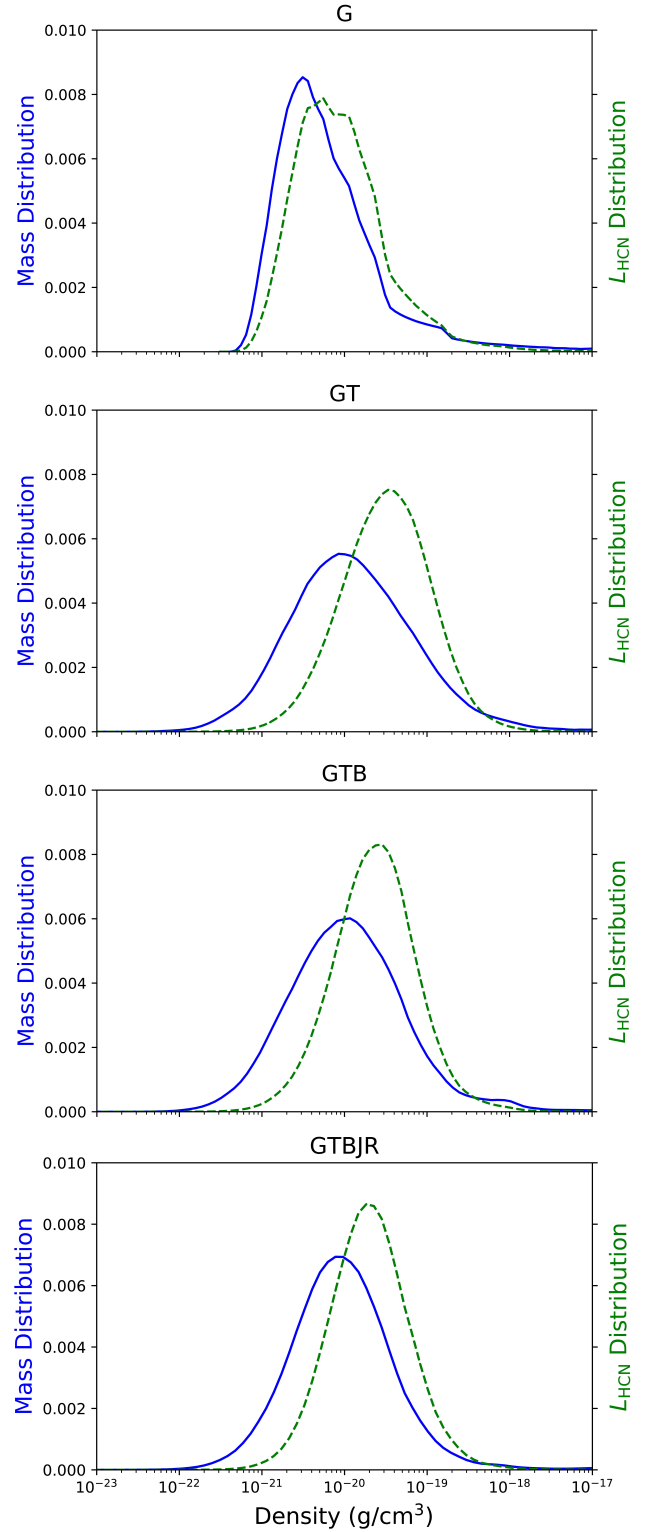 G
0.010
0.008
0.006
0.004
0.002
0.000
Mass Distribution
L_HCN Distribution
GT
0.010
0.008
0.006
0.004
0.002
0.000
Mass Distribution
L_HCN Distribution
GTB
0.010
0.008
0.006
0.004
0.002
0.000
Mass Distribution
L_HCN Distribution
GTBJR
0.010
0.008
0.006
0.004
0.002
0.000
Mass Distribution
L_HCN Distribution
10⁻²³ 10⁻²² 10⁻²¹ 10⁻²⁰ 10⁻¹⁹ 10⁻¹⁸ 10⁻¹⁷
Density (g/cm³)